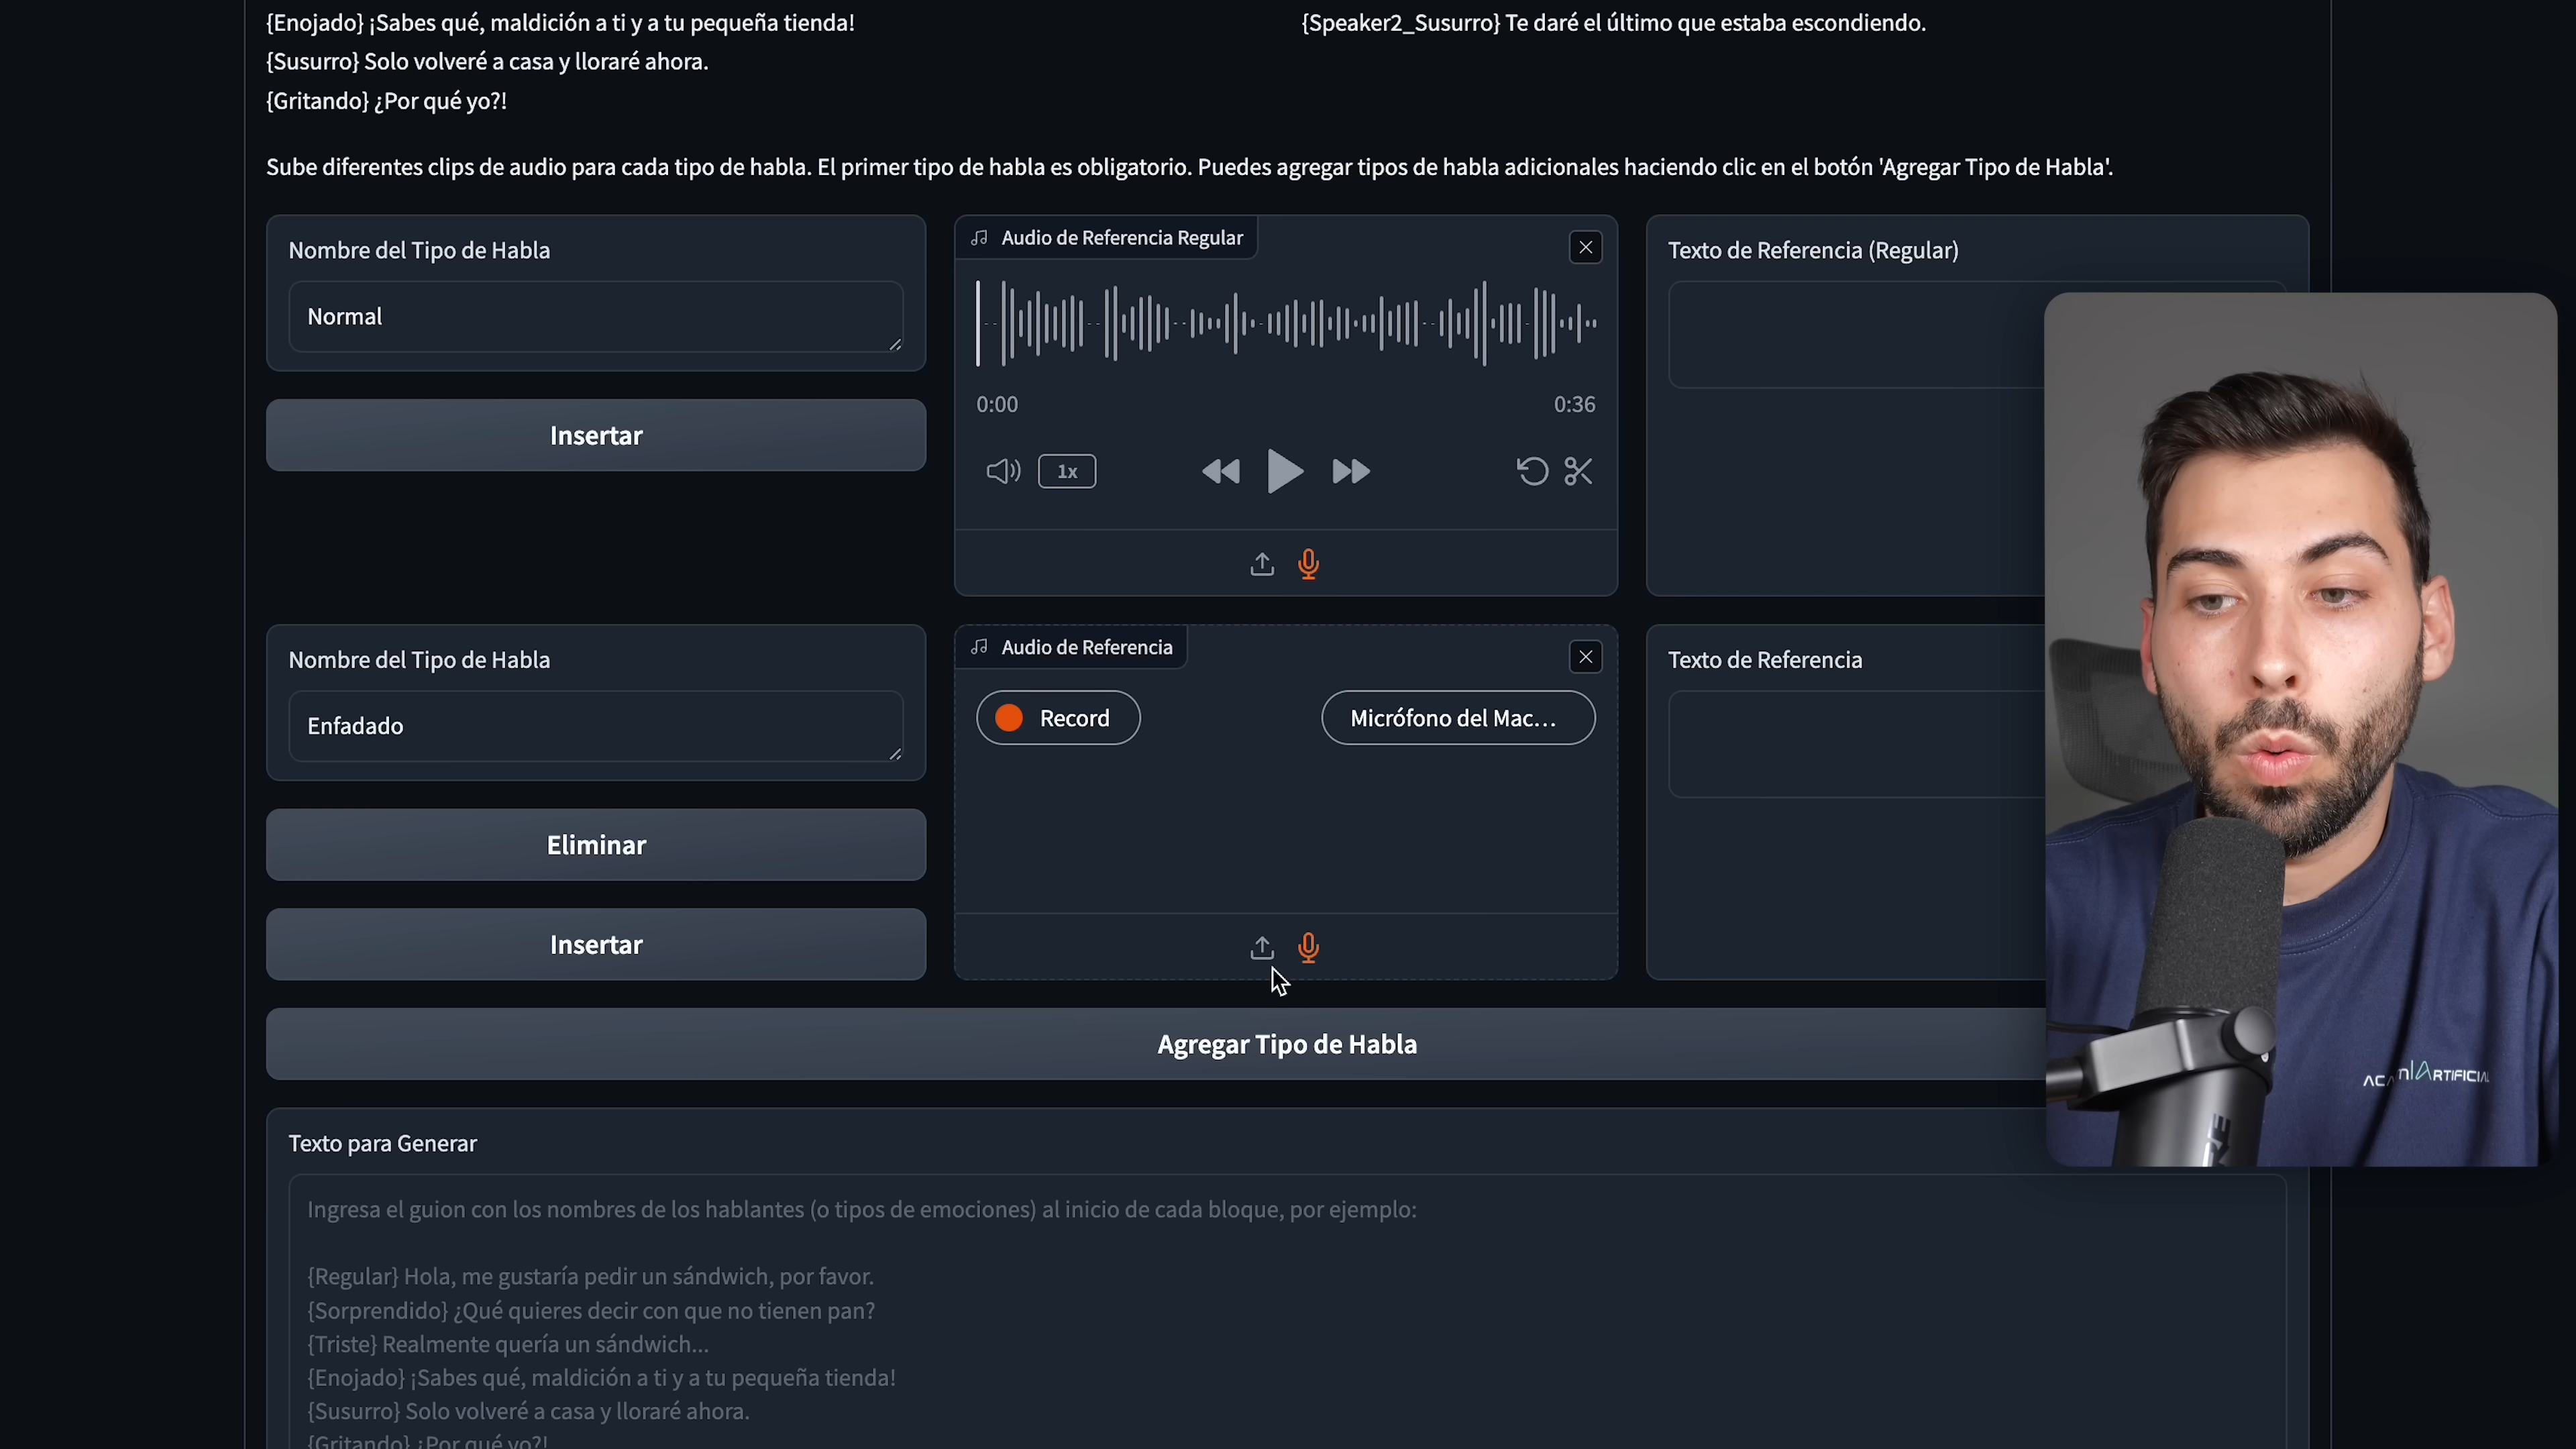 {Enojado} ¡Sabes qué, maldición a ti y a tu pequeña tienda!
{Susurro} Solo volveré a casa y lloraré ahora.
{Gritando} ¿Por qué yo?!
{Speaker2_Susurro} Te daré el último que estaba escondiendo.
Sube diferentes clips de audio para cada tipo de habla. El primer tipo de habla es obligatorio. Puedes agregar tipos de habla adicionales haciendo clic en el botón 'Agregar Tipo de Habla'.
Nombre del Tipo de Habla
Normal
Insertar
Audio de Referencia Regular
0:00
0:36
1x
Texto de Referencia (Regular)
Nombre del Tipo de Habla
Enfadado
Eliminar
Insertar
Audio de Referencia
Record
Micrófono del Mac...
Texto de Referencia
Agregar Tipo de Habla
Texto para Generar
Ingresa el guion con los nombres de los hablantes (o tipos de emociones) al inicio de cada bloque, por ejemplo:
{Regular} Hola, me gustaría pedir un sándwich, por favor.
{Sorprendido} ¿Qué quieres decir con que no tienen pan?
{Triste} Realmente quería un sándwich...
{Enojado} ¡Sabes qué, maldición a ti y a tu pequeña tienda!
{Susurro} Solo volveré a casa y lloraré ahora.
{Gritando} ¿Por qué yo?!